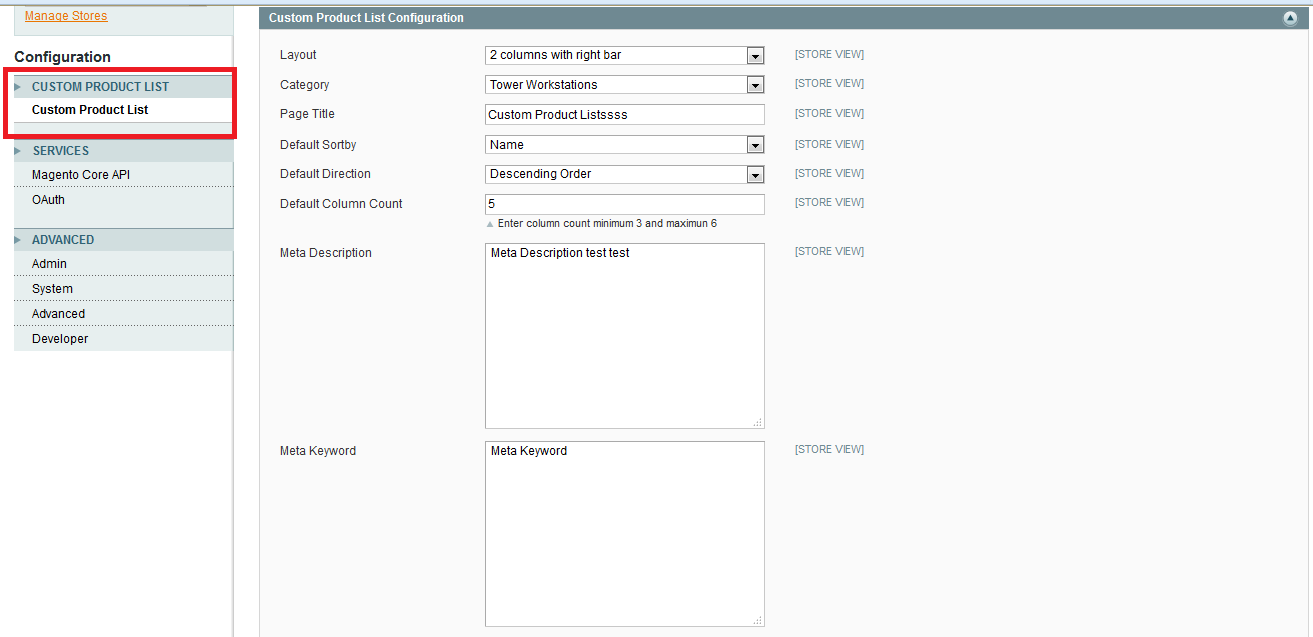 Manage Stores
Configuration
CUSTOM PRODUCT LIST
Custom Product List
SERVICES
Magento Core API
OAuth
ADVANCED
Admin
System
Advanced
Developer
Custom Product List Configuration
Layout 2 columns with right bar [STORE VIEW]
Category Tower Workstations [STORE VIEW]
Page Title Custom Product Listssss [STORE VIEW]
Default Sortby Name [STORE VIEW]
Default Direction Descending Order [STORE VIEW]
Default Column Count 5 [STORE VIEW]
Enter column count minimum 3 and maximun 6
Meta Description Meta Description test test [STORE VIEW]
Meta Keyword Meta Keyword [STORE VIEW]